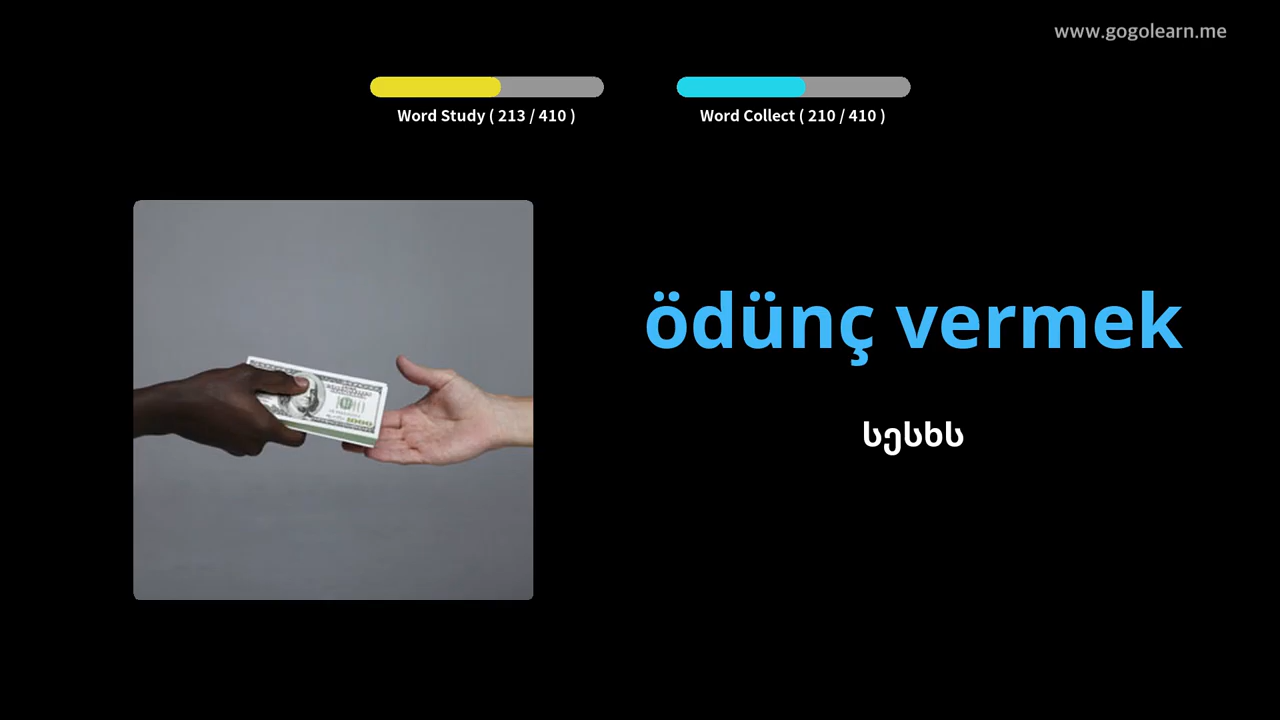 www.gogolearn.me
Word Study ( 213 / 410 )
Word Collect ( 210 / 410 )
ödünç vermek
სესხს